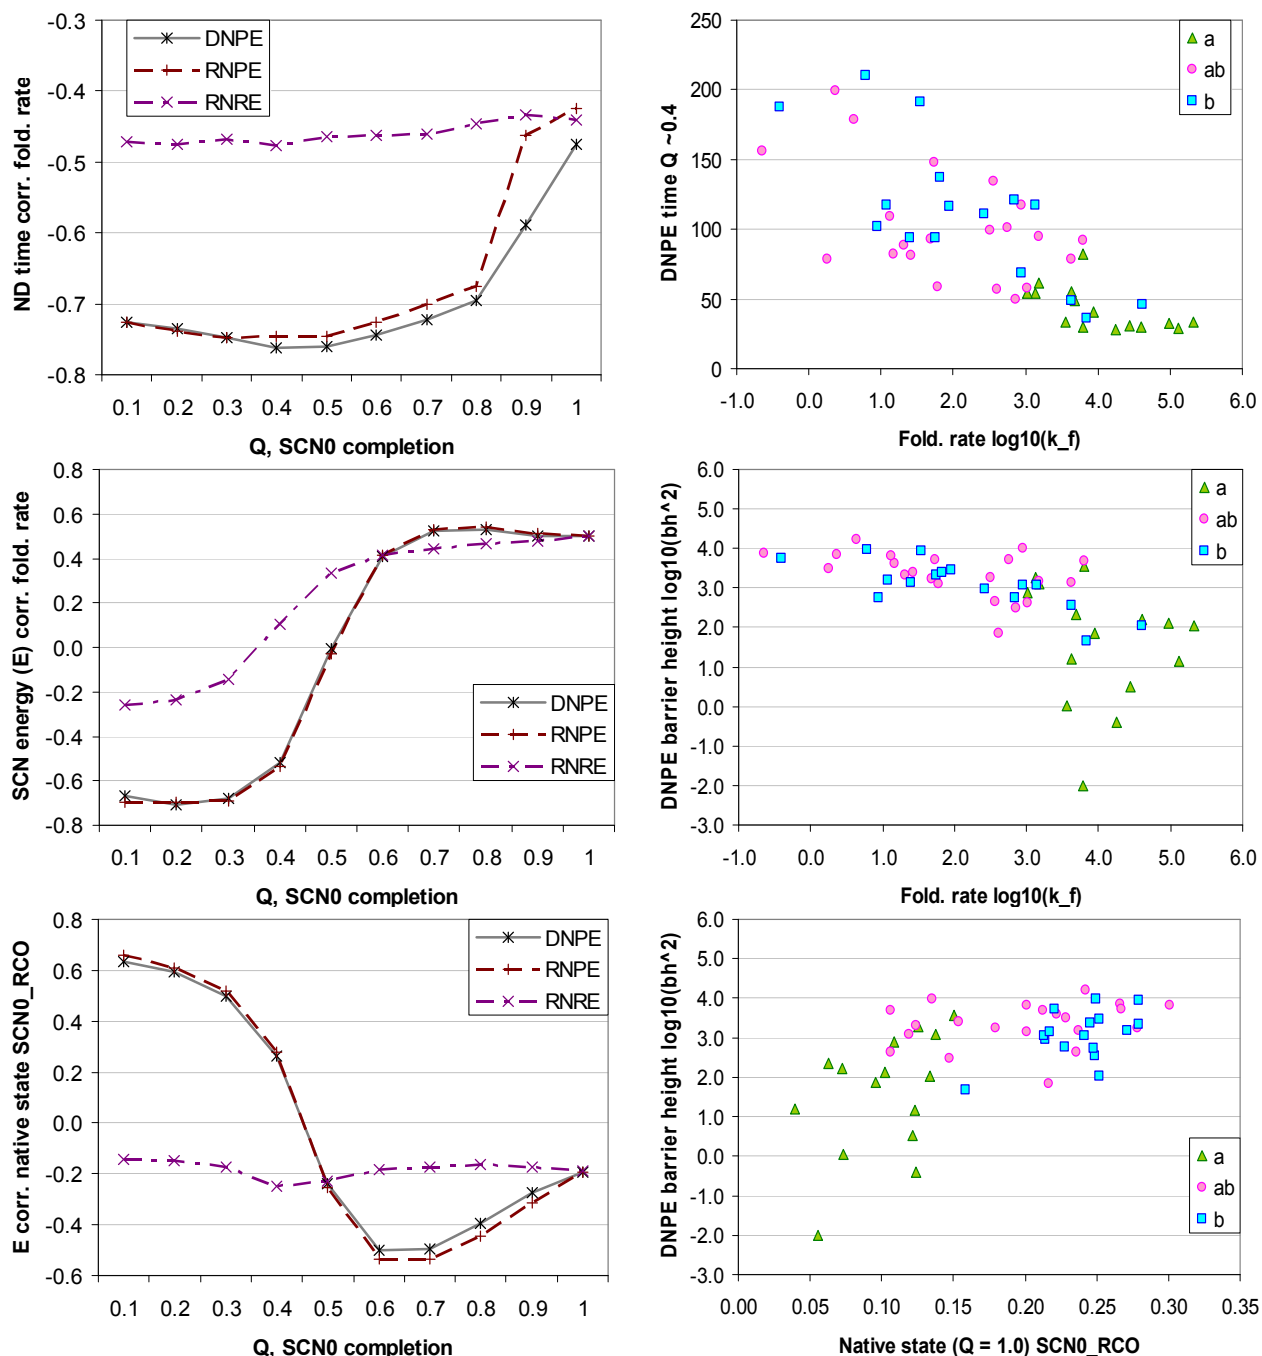 -0.3
-0.4
-0.5
-0.6
-0.7
-0.8
ND time corr. fold. rate
DNPE
RNPE
RNRE
0.1 0.2 0.3 0.4 0.5 0.6 0.7 0.8 0.9 1
Q, SCN0 completion
250
200
150
100
50
0
DNPE time Q ~0.4
a
ab
b
-1.0 0.0 1.0 2.0 3.0 4.0 5.0 6.0
Fold. rate log10(k_f)
0.8
0.6
0.4
0.2
0.0
-0.2
-0.4
-0.6
-0.8
SCN energy (E) corr. fold. rate
DNPE
RNPE
RNRE
0.1 0.2 0.3 0.4 0.5 0.6 0.7 0.8 0.9 1
Q, SCN0 completion
6.0
5.0
4.0
3.0
2.0
1.0
0.0
-1.0
-2.0
-3.0
DNPE barrier height log10(bh^2)
a
ab
b
-1.0 0.0 1.0 2.0 3.0 4.0 5.0 6.0
Fold. rate log10(k_f)
0.8
0.6
0.4
0.2
0.0
-0.2
-0.4
-0.6
E corr. native state SCN0_RCO
DNPE
RNPE
RNRE
0.1 0.2 0.3 0.4 0.5 0.6 0.7 0.8 0.9 1
Q, SCN0 completion
6.0
5.0
4.0
3.0
2.0
1.0
0.0
-1.0
-2.0
-3.0
DNPE barrier height log10(bh^2)
a
ab
b
0.00 0.05 0.10 0.15 0.20 0.25 0.30 0.35
Native state (Q = 1.0) SCN0_RCO